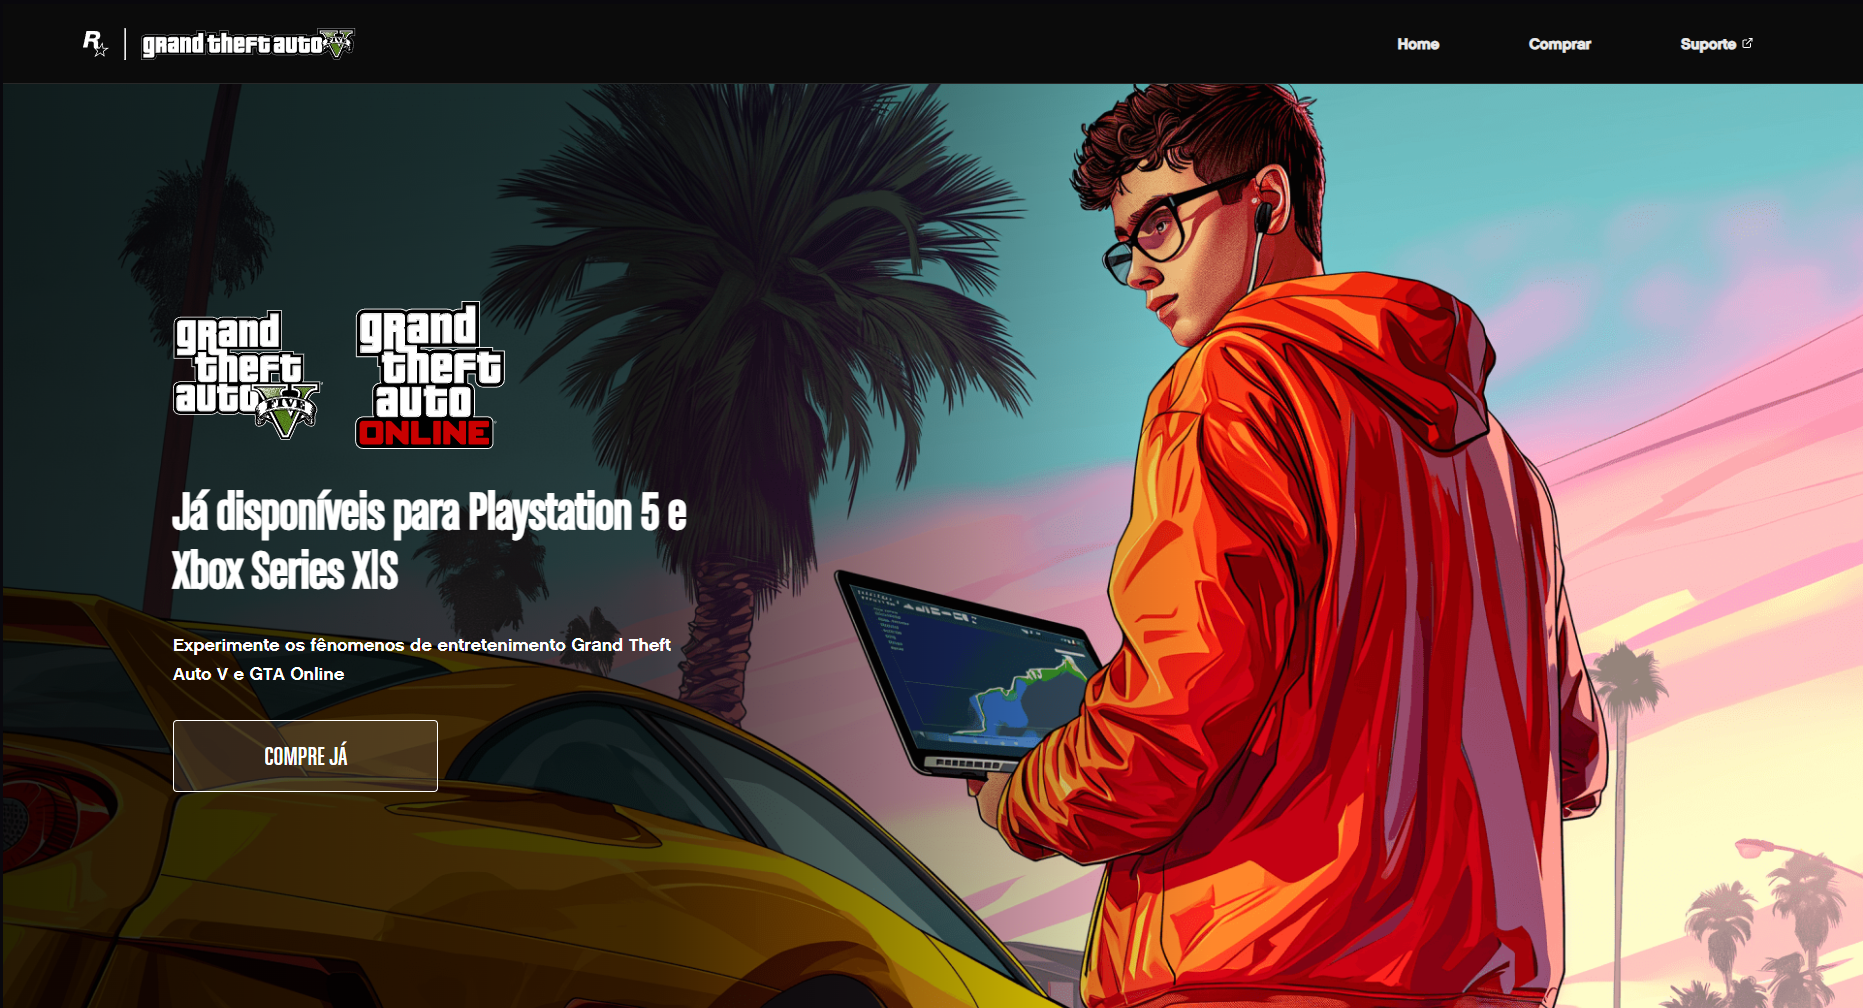 R
grand theft auto V
FIVE
Home
Comprar
Suporte
grand
theft
auto V
FIVE
grand
theft
auto
ONLINE
Já disponíveis para Playstation 5 e
Xbox Series X|S
Experimente os fênomenos de entretenimento Grand Theft
Auto V e GTA Online
COMPRE JÁ